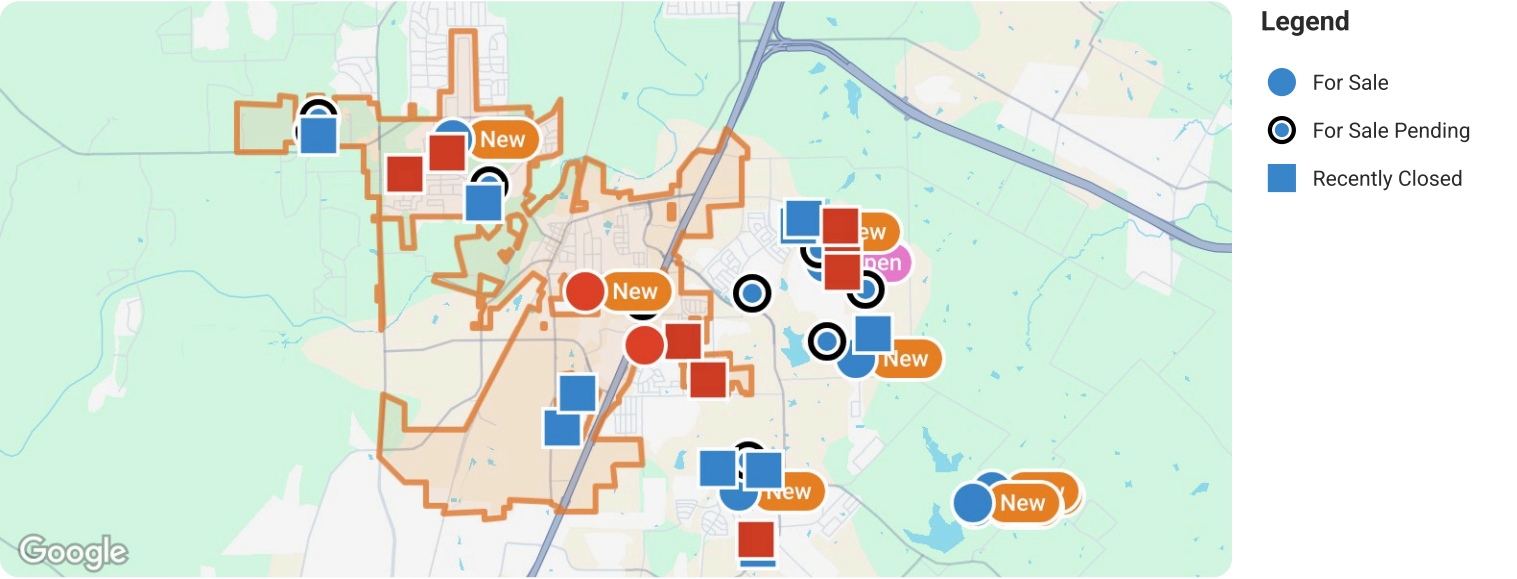 Legend
For Sale
For Sale Pending
Recently Closed
New
New
New
New
New
Google